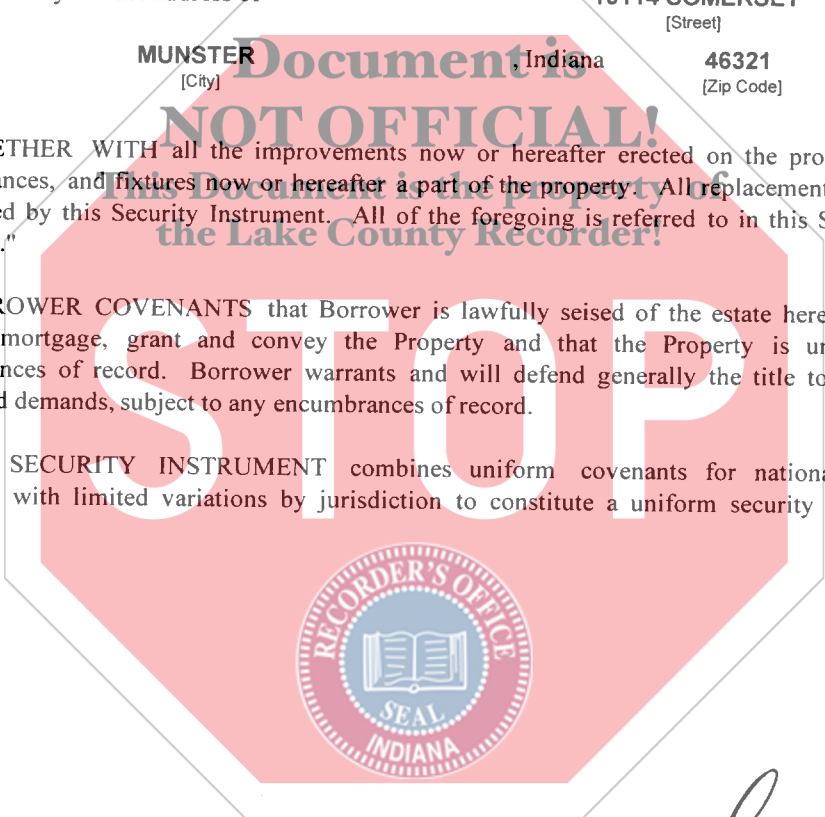 SOMERSET
[Street]
MUNSTER , Indiana 46321
[City] [Zip Code]
Document is
NOT OFFICIAL!
This Document is the property of
the Lake County Recorder!
ETHER WITH all the improvements now or hereafter erected on the pro
ances, and fixtures now or hereafter a part of the property. All replacement
ed by this Security Instrument. All of the foregoing is referred to in this S
."
ROWER COVENANTS that Borrower is lawfully seised of the estate here
mortgage, grant and convey the Property and that the Property is un
nces of record. Borrower warrants and will defend generally the title to
d demands, subject to any encumbrances of record.
SECURITY INSTRUMENT combines uniform covenants for nationa
with limited variations by jurisdiction to constitute a uniform security
STOP
RECORDER'S OFFICE
SEAL
INDIANA